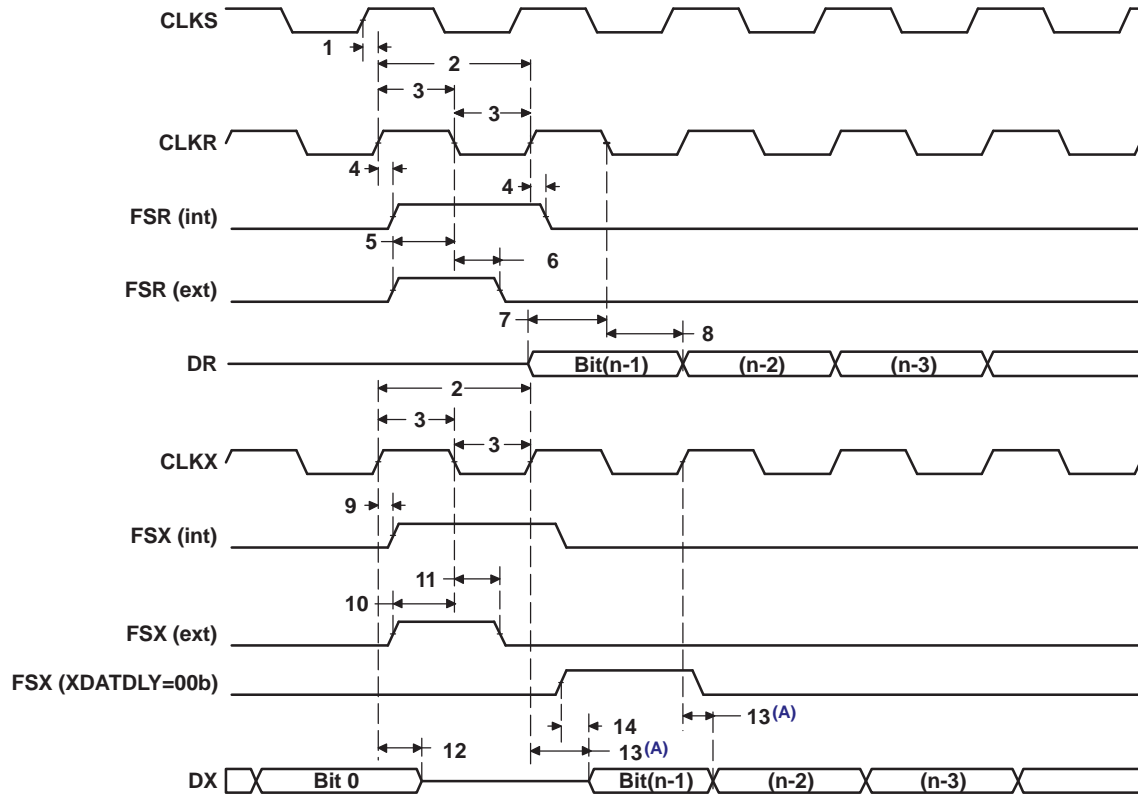 CLKS
1
2
3
3
CLKR
4
4
FSR (int)
5
6
FSR (ext)
7
8
DR
Bit(n-1) (n-2) (n-3)
2
3
3
CLKX
9
FSX (int)
11
10
FSX (ext)
FSX (XDATDLY=00b)
14
13(A)
12
13(A)
DX
Bit 0 Bit(n-1) (n-2) (n-3)